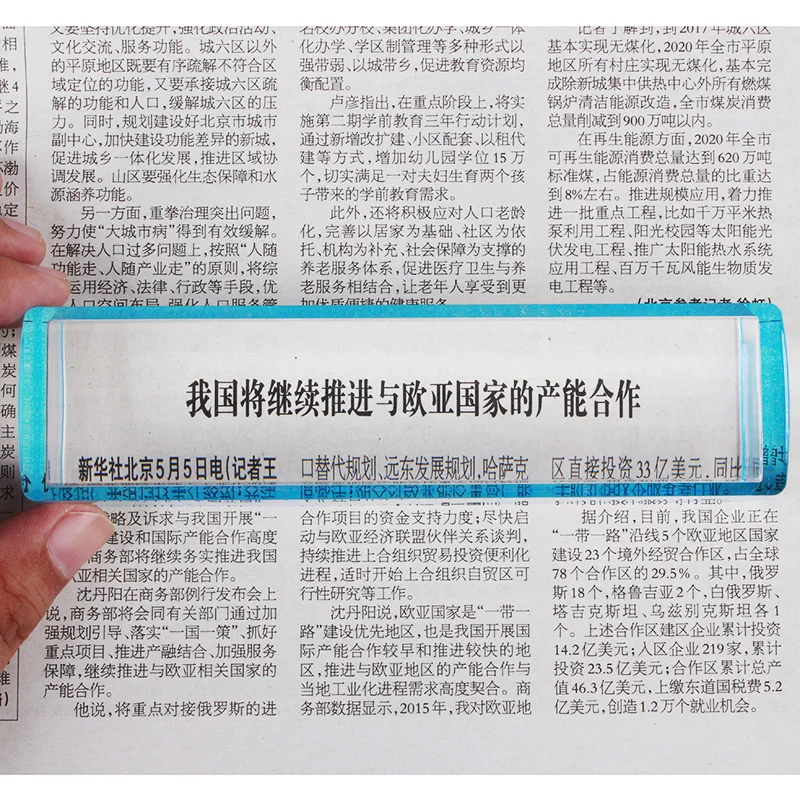 文化交流、服务功能。城六区以外
的平原地区既要有序疏解不符合区
域定位的功能，又要承接城六区疏
解的功能和人口，缓解城六区的压
力。同时，规划建设好北京市城市
副中心，加快建设功能差异的新城，
促进城乡一体化发展，推进区域协
调发展。山区要强化生态保障和水
源涵养功能。
另一方面，重拳治理突出问题，
努力使“大城市病”得到有效缓解。
在解决人口过多问题上，按照“人随
功能走、人随产业走”的原则，将综
运用经济、法律、行政等手段，优
化办学、学区制管理等多种形式以
强带弱、以城带乡，促进教育资源均
衡配置。
卢彦指出，在重点阶段上，将实
施第二期学前教育三年行动计划，
通过新增改扩建、小区配套、以租代
建等方式，增加幼儿园学位15万
个，切实满足一对夫妇生育两个孩
子带来的学前教育需求。
此外，还将积极应对人口老龄
化，完善以居家为基础、社区为依
托、机构为补充、社会保障为支撑的
养老服务体系，促进医疗卫生与养
老服务相结合，让老年人享受到更
加优质便捷的健康服务。
记者了解到，到2017年城六区
基本实现无煤化，2020年全市平原
地区所有村庄实现无煤化，基本完
成除新城集中供热中心外所有燃煤
锅炉清洁能源改造，全市煤炭消费
总量削减到900万吨以内。
在再生能源方面，2020年全市
可再生能源消费总量达到620万吨
标准煤，占能源消费总量的比重达
到8%左右。推进规模应用，着力推
进一批重点工程，比如千万平米热
泵利用工程、阳光校园等太阳能光
伏发电工程、推广太阳能热水系统
应用工程、百万千瓦风能生物质发
电工程等。
我国将继续推进与欧亚国家的产能合作
新华社北京5月5日电(记者王
略及诉求与我国开展“一
建设和国际产能合作高度
商务部将继续务实推进我国
亚相关国家的产能合作。
沈丹阳在商务部例行发布会上
说，商务部将会同有关部门通过加
强规划引导、落实“一国一策”、抓好
重点项目、推进产融结合、加强服务
保障，继续推进与欧亚相关国家的
产能合作。
他说，将重点对接俄罗斯的进
口替代规划、远东发展规划，哈萨克
合作项目的资金支持力度；尽快启
动与欧亚经济联盟伙伴关系谈判，
持续推进上合组织贸易投资便利化
进程，适时开始上合组织自贸区可
行性研究等工作。
沈丹阳说，欧亚国家是“一带一
路”建设优先地区，也是我国开展国
际产能合作较早和推进较快的地
区，推进与欧亚地区的产能合作与
当地工业化进程需求高度契合。商
务部数据显示，2015年，我对欧亚地
区直接投资33亿美元，同比
据介绍，目前，我国企业正在
“一带一路”沿线5个欧亚地区国家
建设23个境外经贸合作区，占全球
78个合作区的29.5%。其中，俄罗
斯18个，格鲁吉亚2个，白俄罗斯、
塔吉克斯坦、乌兹别克斯坦各1
个。上述合作区建区企业累计投资
14.2亿美元；入区企业219家，累计
投资23.5亿美元；合作区累计总产
值46.3亿美元，上缴东道国税费5.2
亿美元，创造1.2万个就业机会。